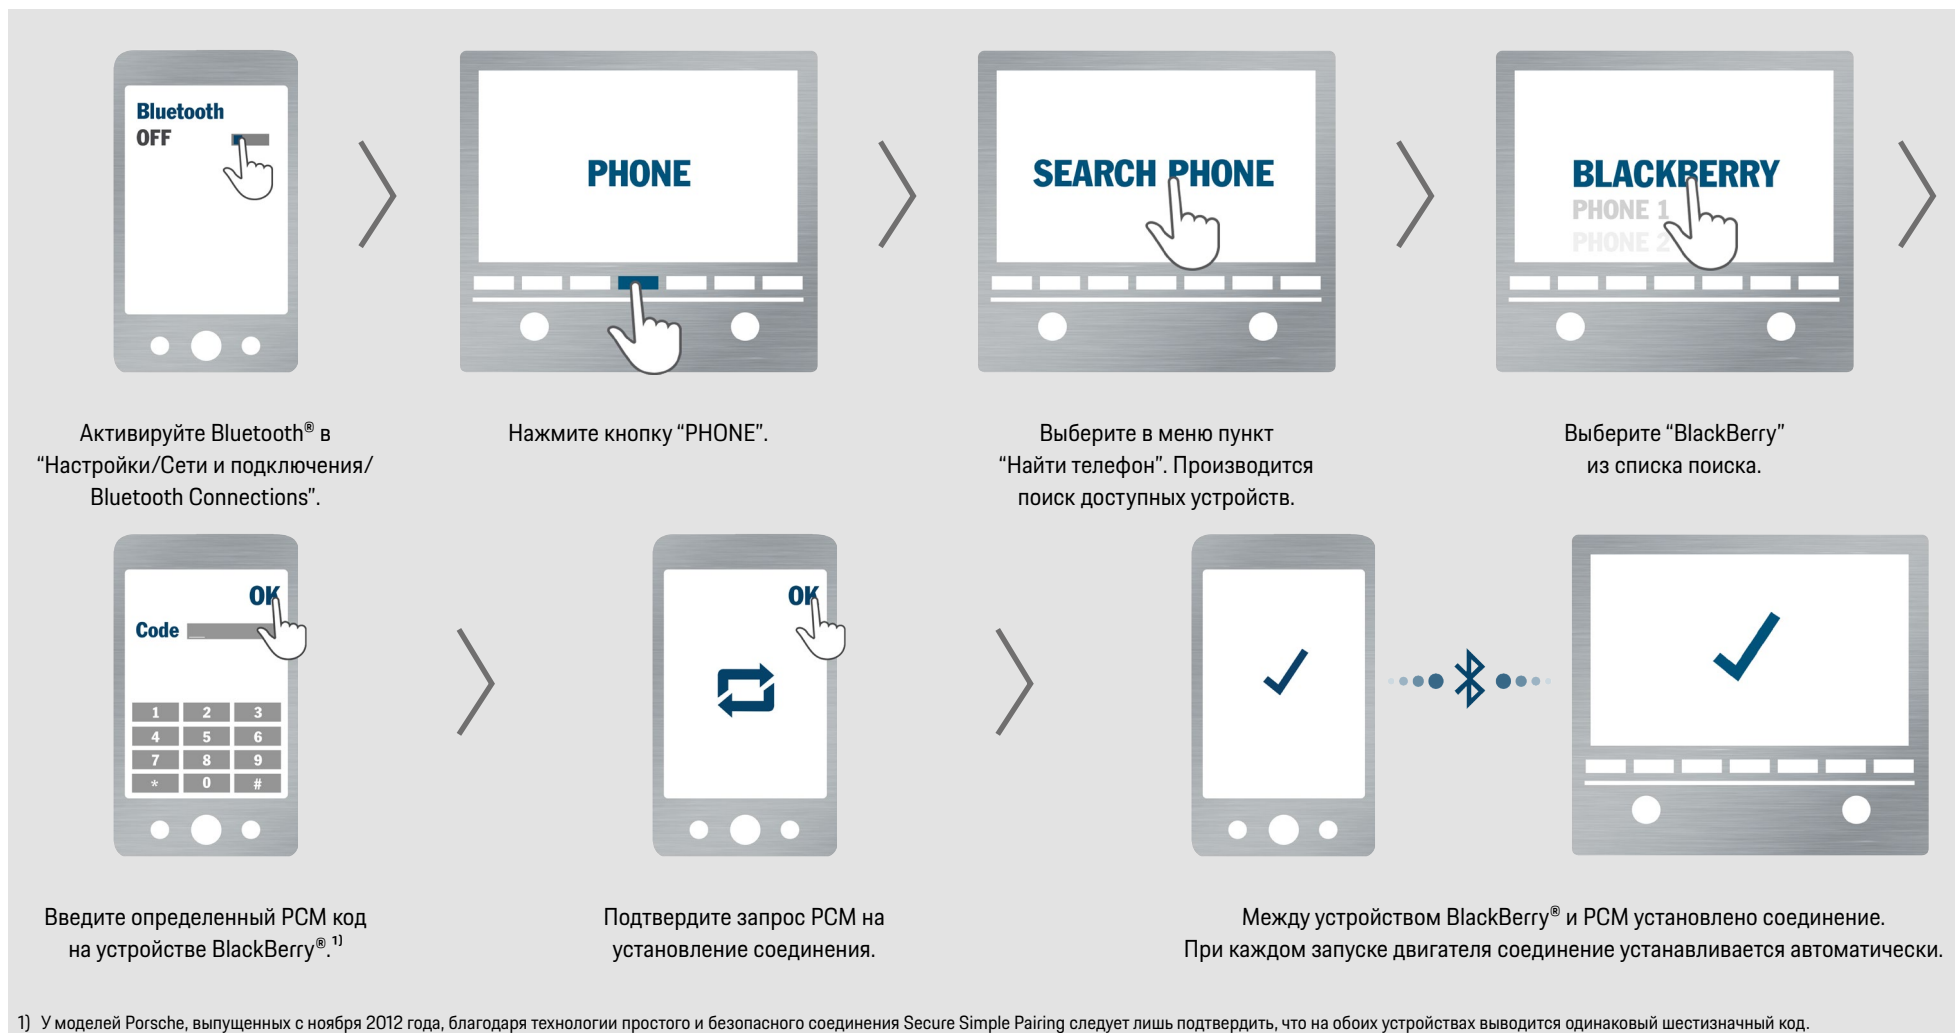 Bluetooth
OFF
PHONE
SEARCH PHONE
BLACKBERRY
PHONE 1
PHONE 2
Активируйте Bluetooth® в
“Настройки/Сети и подключения/
Bluetooth Connections”.
Нажмите кнопку “PHONE”.
Выберите в меню пункт
“Найти телефон”. Производится
поиск доступных устройств.
Выберите “BlackBerry”
из списка поиска.
OK
Code
1 2 3
4 5 6
7 8 9
* 0 #
OK
Введите определенный PCM код
на устройстве BlackBerry®.¹⁾
Подтвердите запрос PCM на
установление соединения.
Между устройством BlackBerry® и PCM установлено соединение.
При каждом запуске двигателя соединение устанавливается автоматически.
1) У моделей Porsche, выпущенных с ноября 2012 года, благодаря технологии простого и безопасного соединения Secure Simple Pairing следует лишь подтвердить, что на обоих устройствах выводится одинаковый шестизначный код.